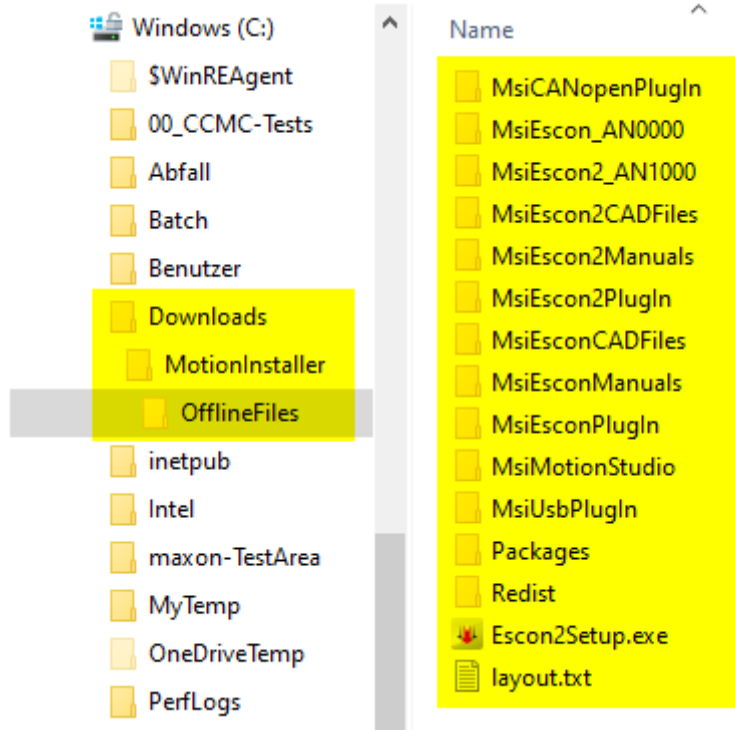 Windows (C:)
$WinREAgent
00_CCMC-Tests
Abfall
Batch
Benutzer
Downloads
MotionInstaller
OfflineFiles
inetpub
Intel
maxon-TestArea
MyTemp
OneDriveTemp
PerfLogs
Name
MsiCANopenPlugIn
MsiEscon_AN0000
MsiEscon2_AN1000
MsiEscon2CADFiles
MsiEscon2Manuals
MsiEscon2PlugIn
MsiEsconCADFiles
MsiEsconManuals
MsiEsconPlugIn
MsiMotionStudio
MsiUsbPlugIn
Packages
Redist
Escon2Setup.exe
layout.txt